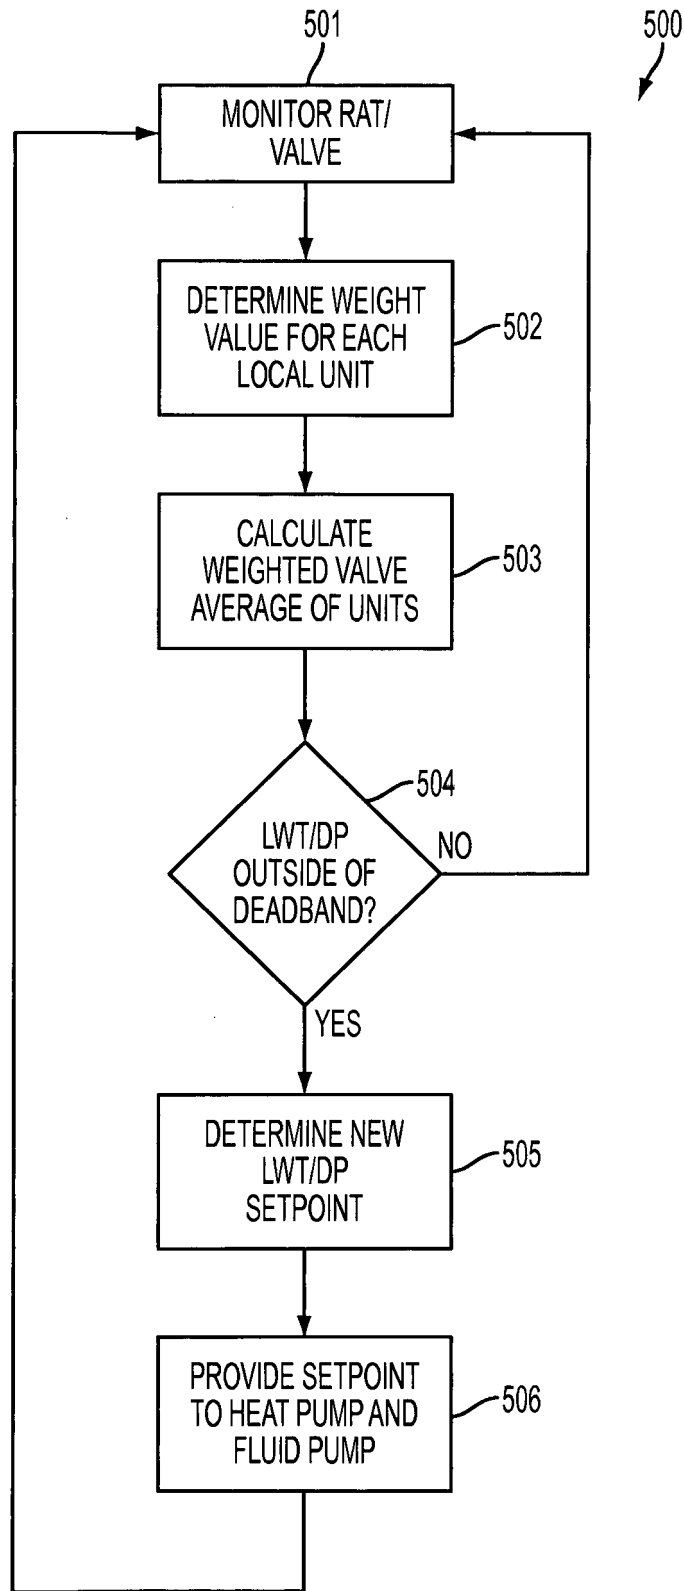 501
500
MONITOR RAT/
VALVE
DETERMINE WEIGHT
VALUE FOR EACH
LOCAL UNIT
502
CALCULATE
WEIGHTED VALVE
AVERAGE OF UNITS
503
504
LWT/DP
OUTSIDE OF
DEADBAND?
NO
YES
DETERMINE NEW
LWT/DP
SETPOINT
505
PROVIDE SETPOINT
TO HEAT PUMP AND
FLUID PUMP
506